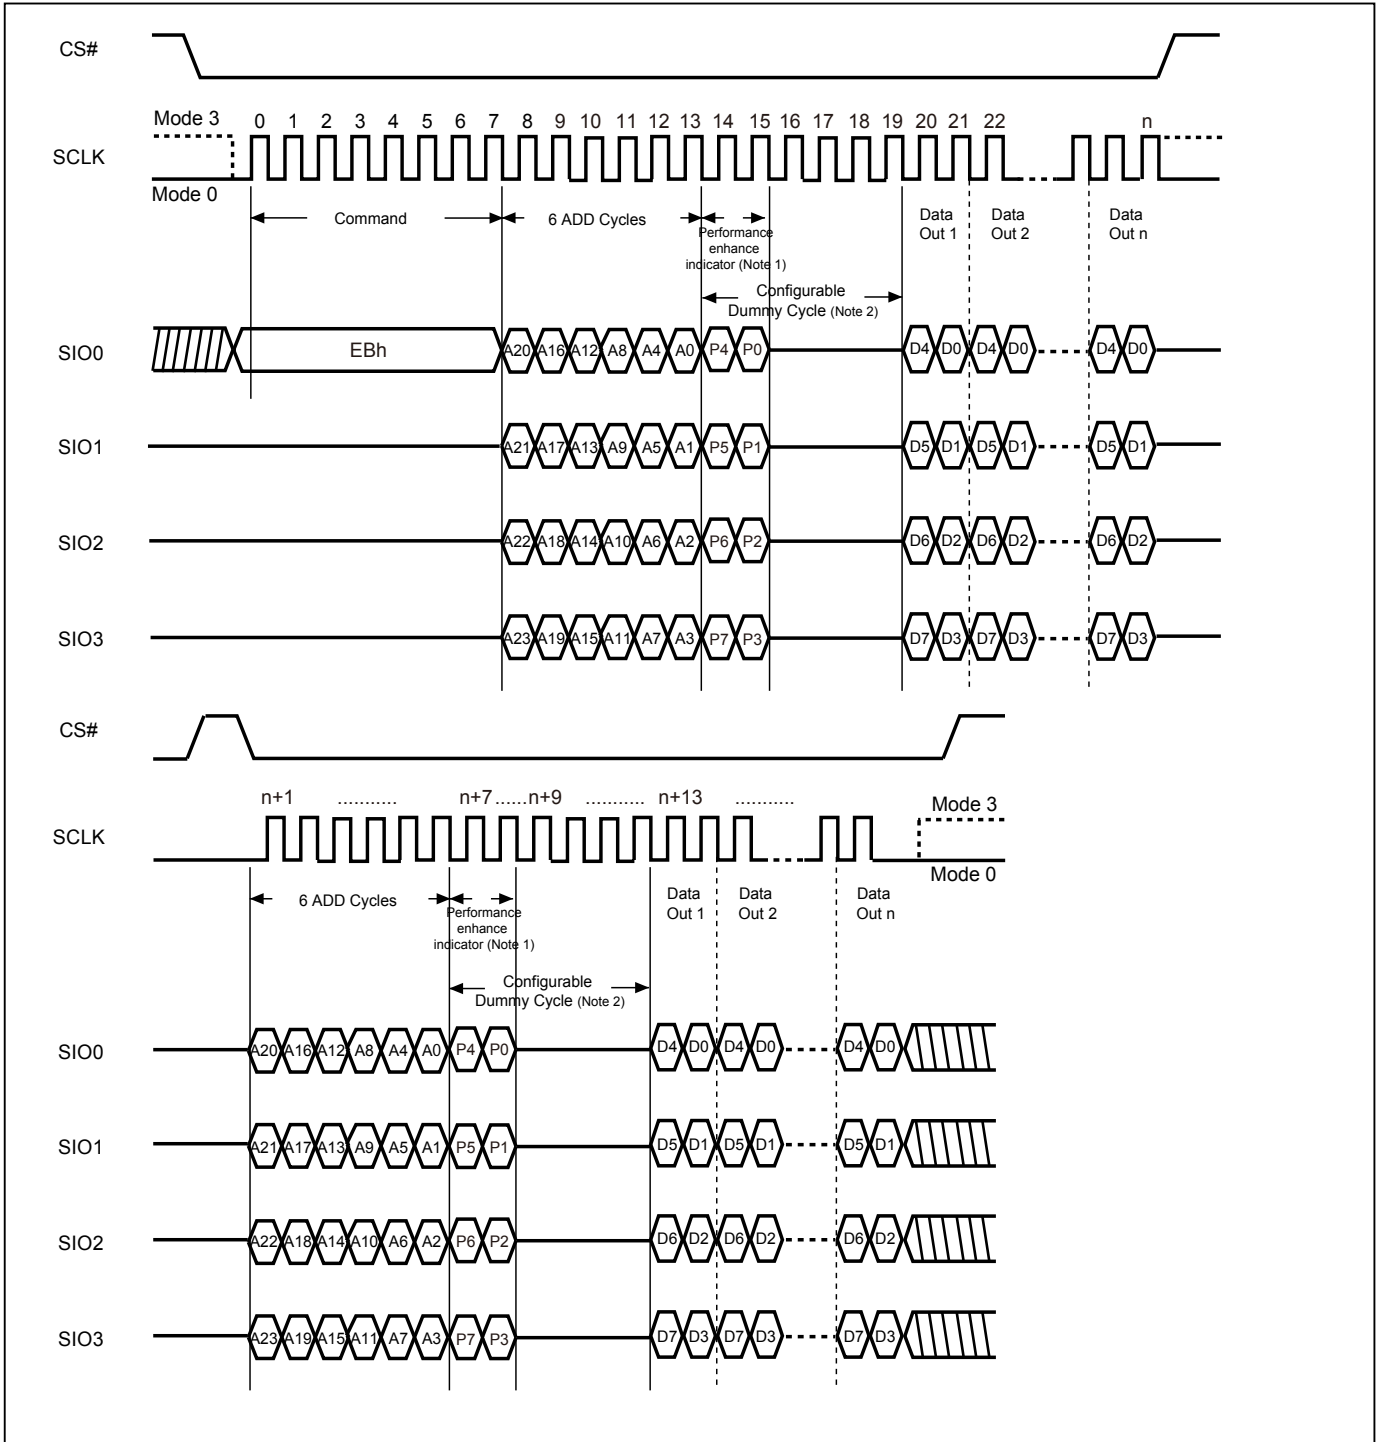 CS#
Mode 3
0 1 2 3 4 5 6 7 8 9 10 11 12 13 14 15 16 17 18 19 20 21 22 n
SCLK
Mode 0
Command
6 ADD Cycles
Performance
enhance
indicator (Note 1)
Data
Out 1
Data
Out 2
Data
Out n
Configurable
Dummy Cycle (Note 2)
SIO0 EBh A20 A16 A12 A8 A4 A0 P4 P0 D4 D0 D4 D0 D4 D0
SIO1 A21 A17 A13 A9 A5 A1 P5 P1 D5 D1 D5 D1 D5 D1
SIO2 A22 A18 A14 A10 A6 A2 P6 P2 D6 D2 D6 D2 D6 D2
SIO3 A23 A19 A15 A11 A7 A3 P7 P3 D7 D3 D7 D3 D7 D3
CS#
n+1 ........... n+7 ......n+9 ........... n+13 ...........
Mode 3
SCLK
Mode 0
6 ADD Cycles
Performance
enhance
indicator (Note 1)
Data
Out 1
Data
Out 2
Data
Out n
Configurable
Dummy Cycle (Note 2)
SIO0 A20 A16 A12 A8 A4 A0 P4 P0 D4 D0 D4 D0 D4 D0
SIO1 A21 A17 A13 A9 A5 A1 P5 P1 D5 D1 D5 D1 D5 D1
SIO2 A22 A18 A14 A10 A6 A2 P6 P2 D6 D2 D6 D2 D6 D2
SIO3 A23 A19 A15 A11 A7 A3 P7 P3 D7 D3 D7 D3 D7 D3